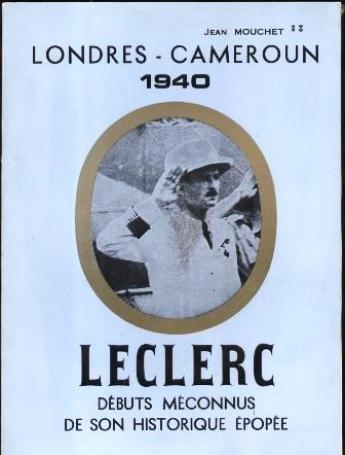 JEAN MOUCHET **
LONDRES - CAMEROUN
1940
LECLERC
DÉBUTS MÉCONNUS
DE SON HISTORIQUE ÉPOPÉE